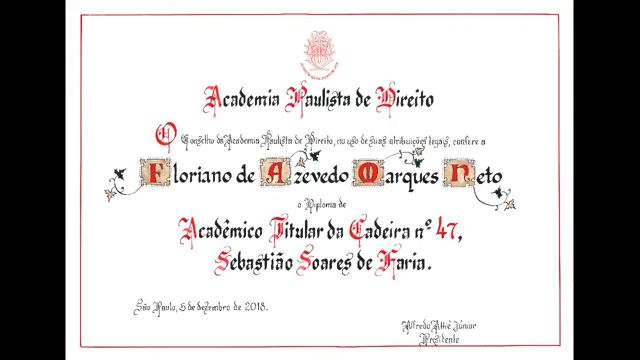 Academia Paulista de Direito
O Conselho da Academia Paulista de Direito, no uso de suas atribuições legais, confere a
Floriano de Azevedo Marques Neto
o Diploma de
Acadêmico Titular da Cadeira nº 47,
Sebastião Soares de Faria.
São Paulo, 5 de dezembro de 2018.
Alfredo Attié Júnior
Presidente